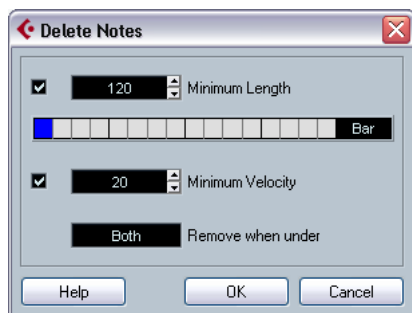 Delete Notes
120 Minimum Length
Bar
20 Minimum Velocity
Both Remove when under
Help OK Cancel